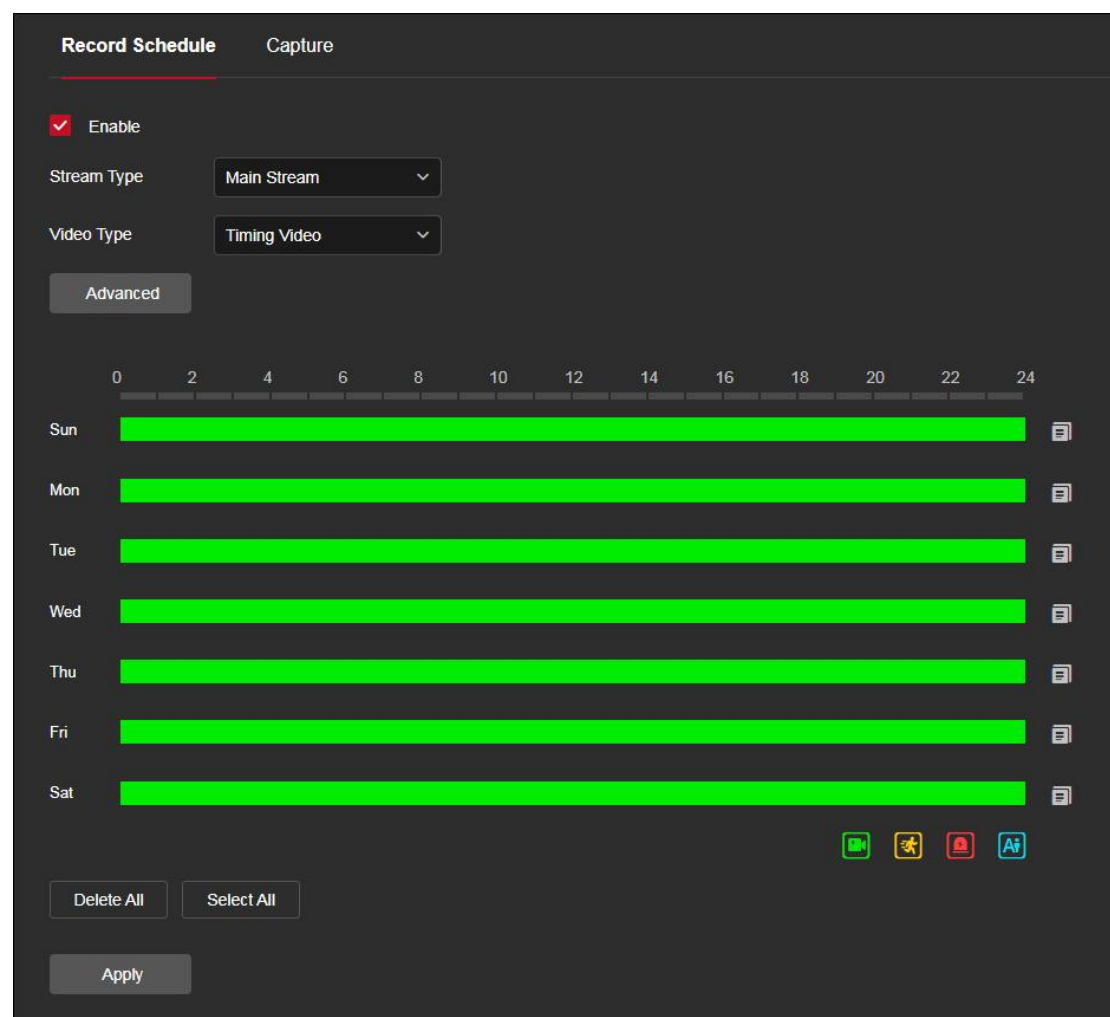 Record Schedule Capture
Enable
Stream Type Main Stream
Video Type Timing Video
Advanced
0 2 4 6 8 10 12 14 16 18 20 22 24
Sun
Mon
Tue
Wed
Thu
Fri
Sat
A
Delete All Select All
Apply